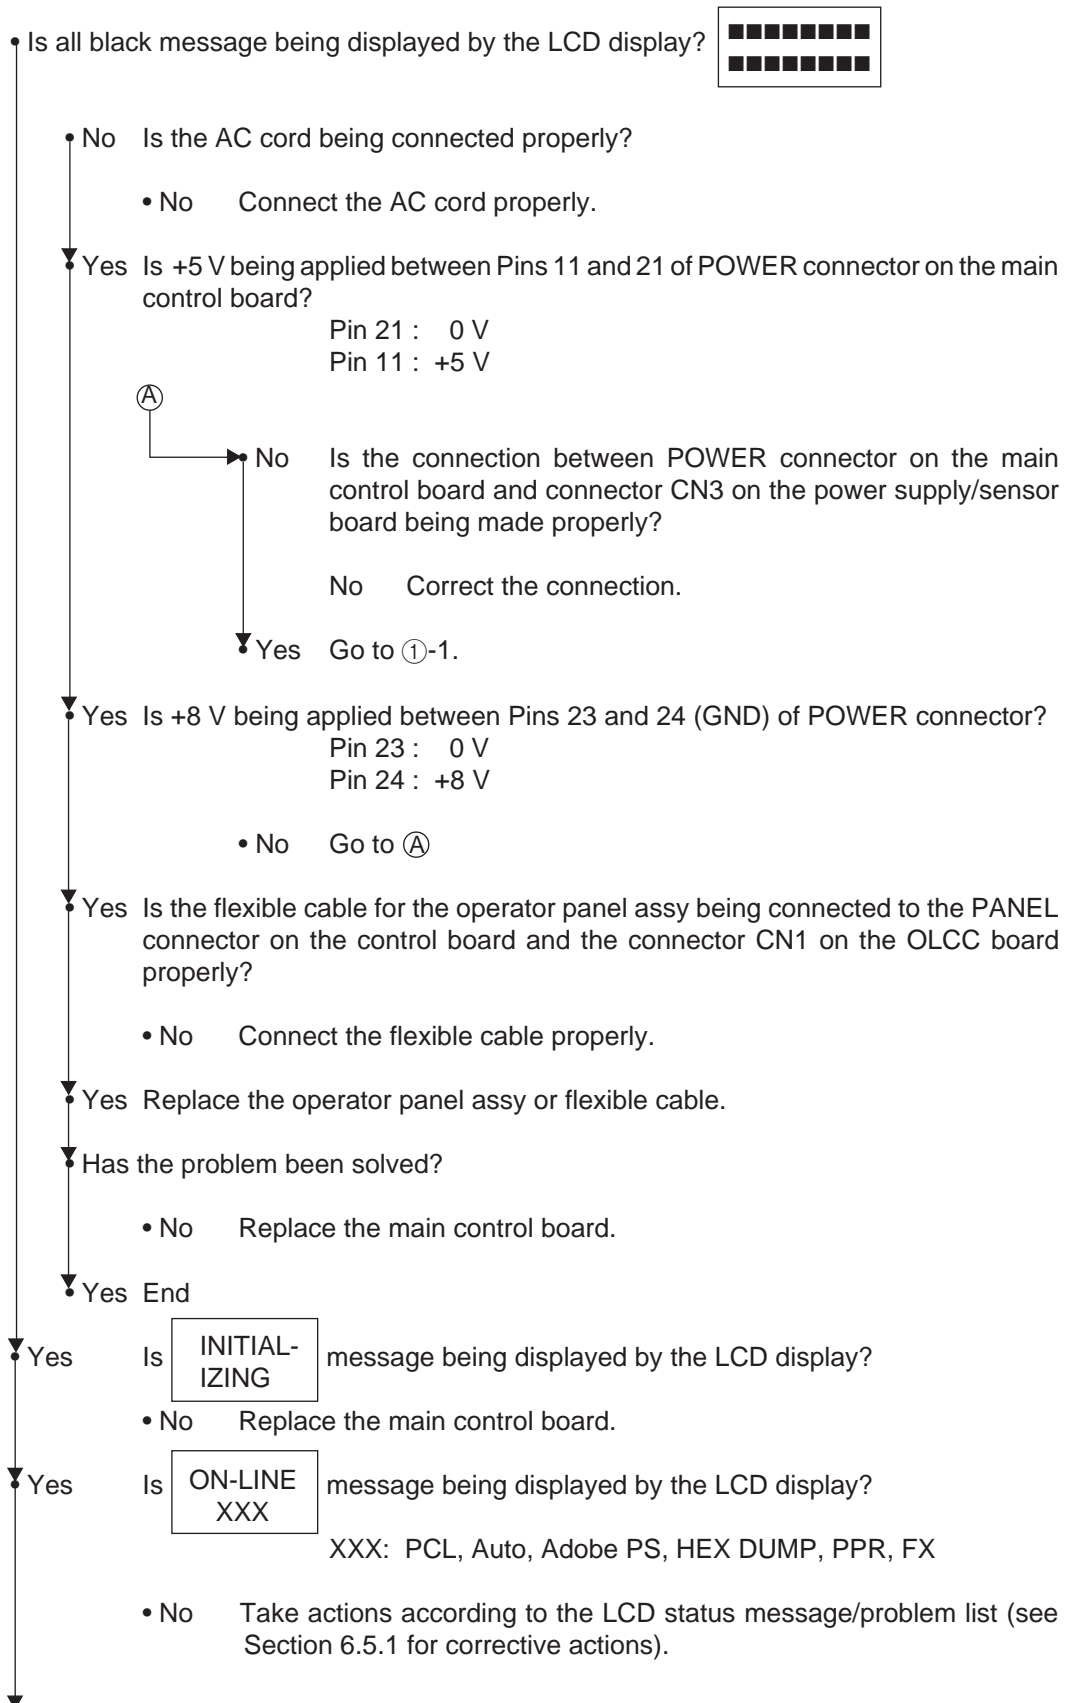 • Is all black message being displayed by the LCD display? ■■■■■■■■
■■■■■■■■
• No Is the AC cord being connected properly?
• No Connect the AC cord properly.
• Yes Is +5 V being applied between Pins 11 and 21 of POWER connector on the main
control board?
Pin 21 : 0 V
Pin 11 : +5 V
Ⓐ
• No Is the connection between POWER connector on the main
control board and connector CN3 on the power supply/sensor
board being made properly?
No Correct the connection.
• Yes Go to ①-1.
• Yes Is +8 V being applied between Pins 23 and 24 (GND) of POWER connector?
Pin 23 : 0 V
Pin 24 : +8 V
• No Go to Ⓐ
• Yes Is the flexible cable for the operator panel assy being connected to the PANEL
connector on the control board and the connector CN1 on the OLCC board
properly?
• No Connect the flexible cable properly.
• Yes Replace the operator panel assy or flexible cable.
• Has the problem been solved?
• No Replace the main control board.
• Yes End
• Yes Is INITIAL-
IZING message being displayed by the LCD display?
• No Replace the main control board.
• Yes Is ON-LINE
XXX message being displayed by the LCD display?
XXX: PCL, Auto, Adobe PS, HEX DUMP, PPR, FX
• No Take actions according to the LCD status message/problem list (see
Section 6.5.1 for corrective actions).